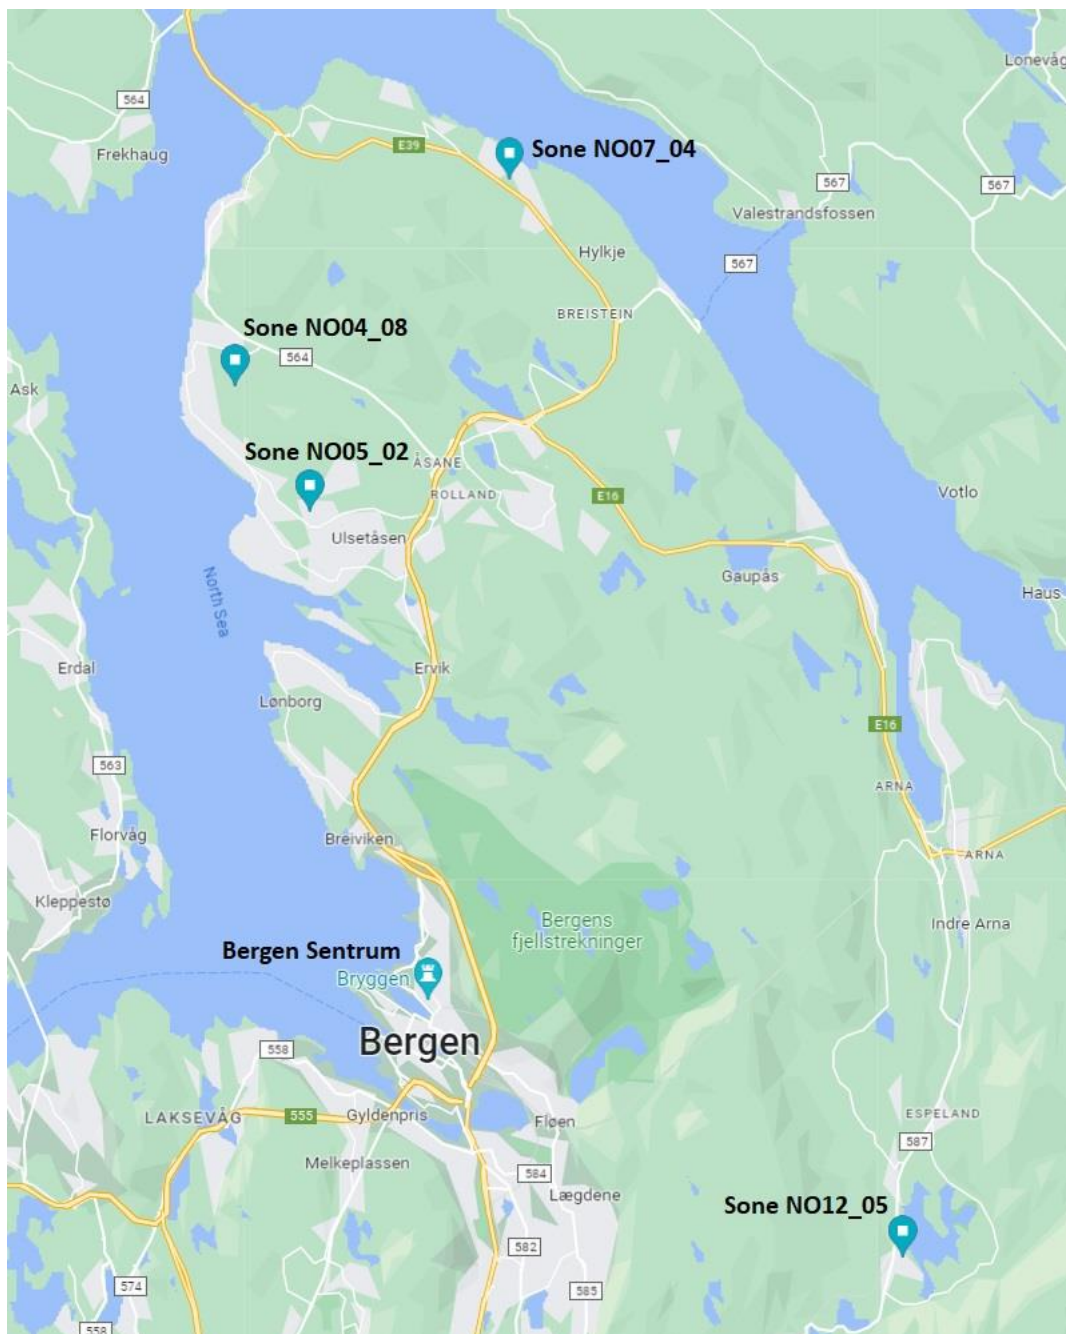 Lonevåg
564
564
Frekhaug
E39
Sone NO07_04
567
567
Valestrandsfossen
Hylkje
567
BREISTEIN
Sone NO04_08
564
Ask
Sone NO05_02
ÅSANE
ROLLAND
E16
Votlo
Ulsetåsen
Gaupås
North Sea
Haus
Erdal
Ervik
Lønborg
E16
563
ARNA
Florvåg
Breiviken
ARNA
Kleppestø
Indre Arna
Bergens
fjellstrekninger
Bergen Sentrum
Bryggen
Bergen
558
LAKSEVÅG
555
Gyldenpris
Fløen
ESPELAND
587
Melkeplassen
584
Lægdene
Sone NO12_05
582
574
585
558